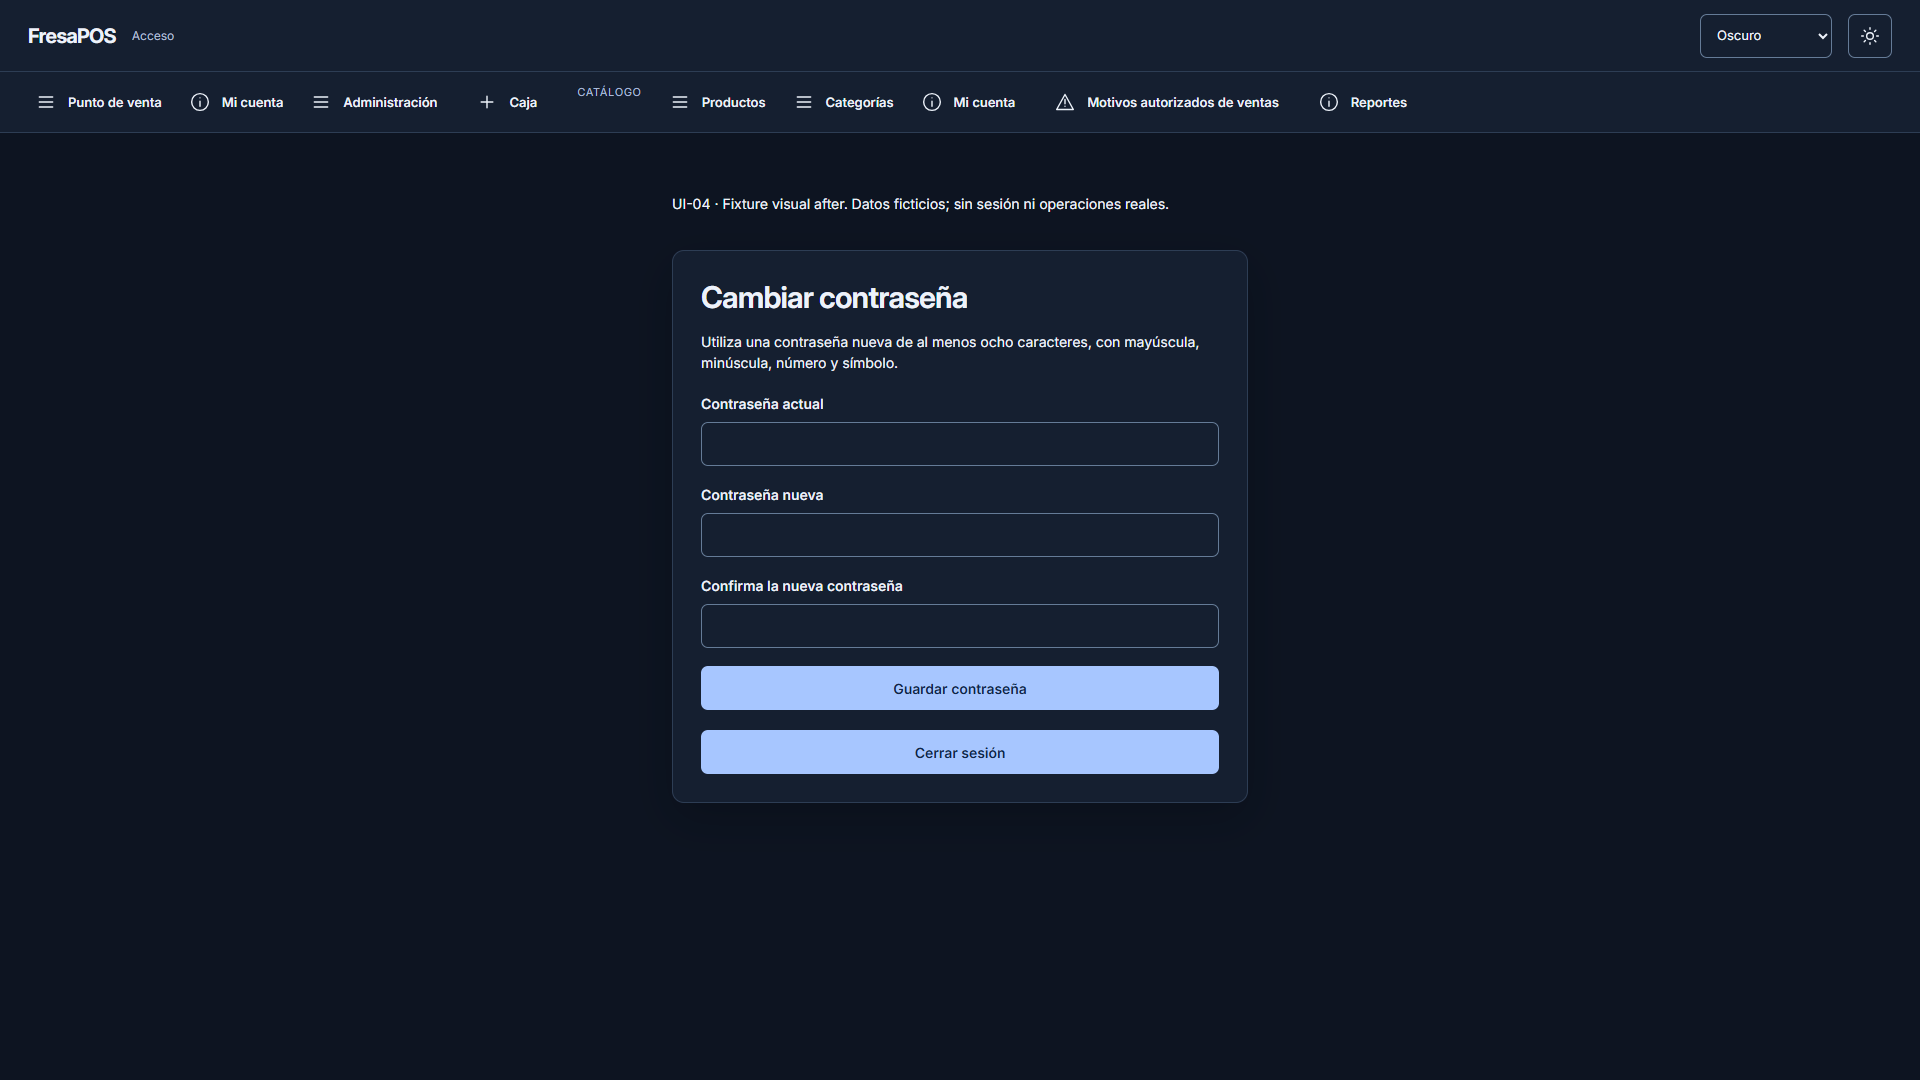 FresaPOS Acceso Oscuro
Punto de venta Mi cuenta Administración Caja CATÁLOGO Productos Categorías Mi cuenta Motivos autorizados de ventas Reportes
UI-04 · Fixture visual after. Datos ficticios; sin sesión ni operaciones reales.
Cambiar contraseña
Utiliza una contraseña nueva de al menos ocho caracteres, con mayúscula,
minúscula, número y símbolo.
Contraseña actual
Contraseña nueva
Confirma la nueva contraseña
Guardar contraseña
Cerrar sesión